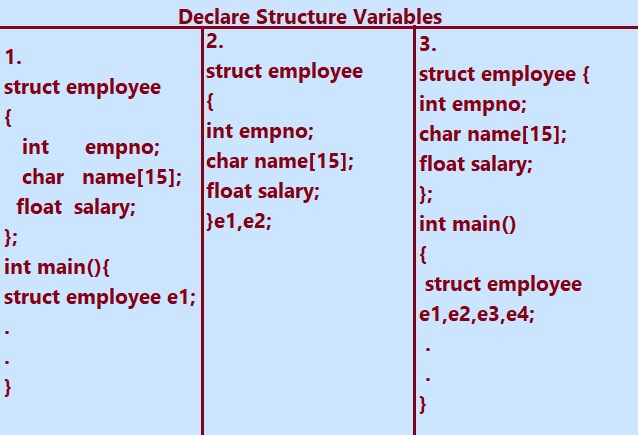 Declare Structure Variables
1.
struct employee
{
int empno;
char name[15];
float salary;
};
int main(){
struct employee e1;
.
.
}
2.
struct employee
{
int empno;
char name[15];
float salary;
}e1,e2;
3.
struct employee {
int empno;
char name[15];
float salary;
};
int main()
{
struct employee
e1,e2,e3,e4;
.
.
}